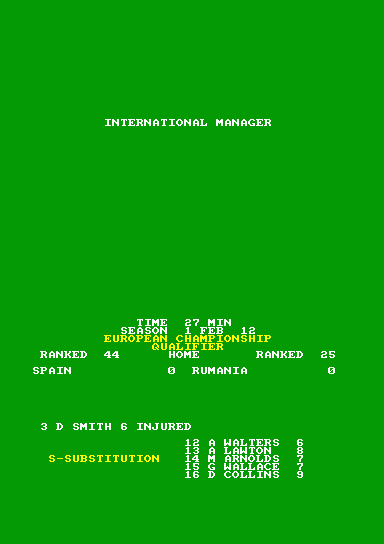 INTERNATIONAL MANAGER
TIME 27 MIN
SEASON 1 FEB 12
EUROPEAN CHAMPIONSHIP
QUALIFIER
RANKED 44 HOME RANKED 25
SPAIN 0 RUMANIA 0
3 D SMITH 6 INJURED
12 A WALTERS 6
13 A LAWTON 8
S-SUBSTITUTION 14 M ARNOLDS 7
15 G WALLACE 7
16 D COLLINS 9